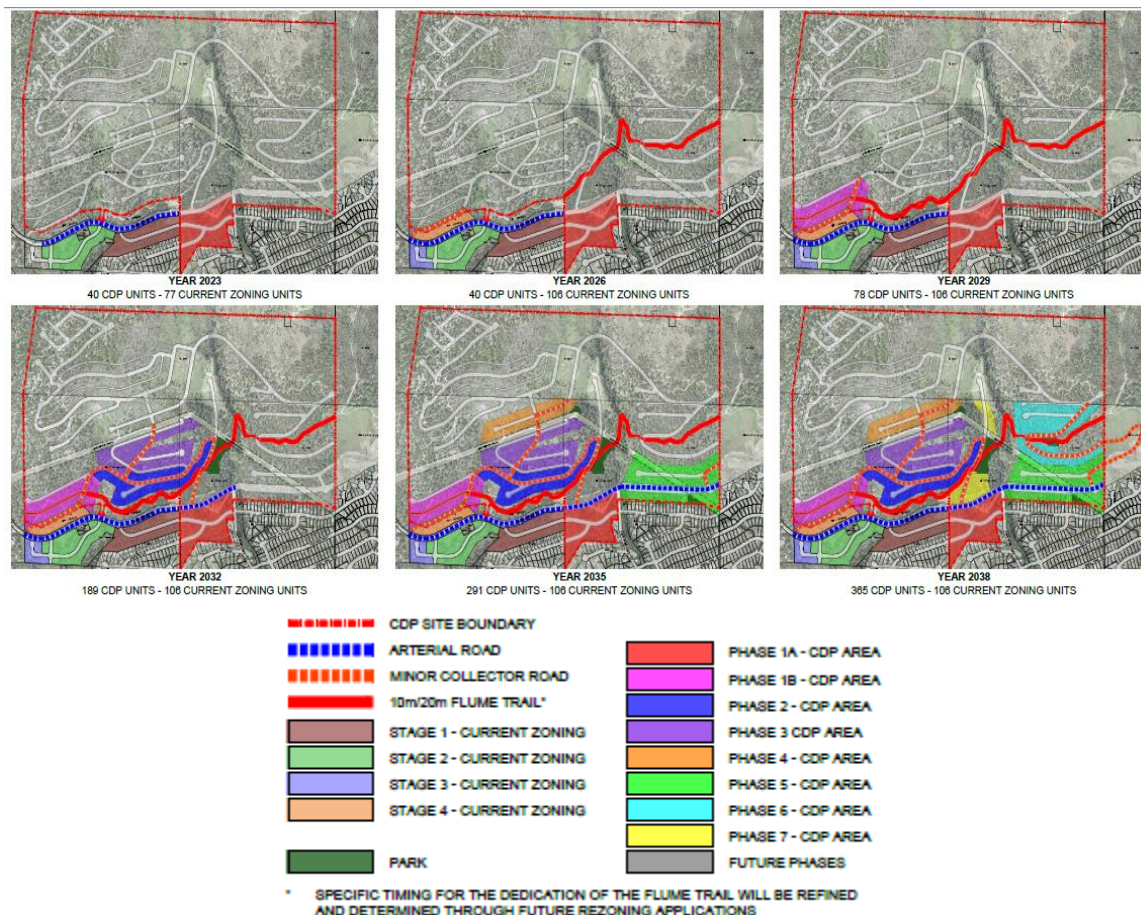 YEAR 2023
40 CDP UNITS - 77 CURRENT ZONING UNITS
YEAR 2026
40 CDP UNITS - 106 CURRENT ZONING UNITS
YEAR 2029
78 CDP UNITS - 106 CURRENT ZONING UNITS
YEAR 2032
189 CDP UNITS - 106 CURRENT ZONING UNITS
YEAR 2035
291 CDP UNITS - 106 CURRENT ZONING UNITS
YEAR 2038
365 CDP UNITS - 106 CURRENT ZONING UNITS
CDP SITE BOUNDARY
ARTERIAL ROAD
MINOR COLLECTOR ROAD
10m/20m FLUME TRAIL*
STAGE 1 - CURRENT ZONING
STAGE 2 - CURRENT ZONING
STAGE 3 - CURRENT ZONING
STAGE 4 - CURRENT ZONING
PARK
PHASE 1A - CDP AREA
PHASE 1B - CDP AREA
PHASE 2 - CDP AREA
PHASE 3 CDP AREA
PHASE 4 - CDP AREA
PHASE 5 - CDP AREA
PHASE 6 - CDP AREA
PHASE 7 - CDP AREA
FUTURE PHASES
* SPECIFIC TIMING FOR THE DEDICATION OF THE FLUME TRAIL WILL BE REFINED
AND DETERMINED THROUGH FUTURE REZONING APPLICATIONS